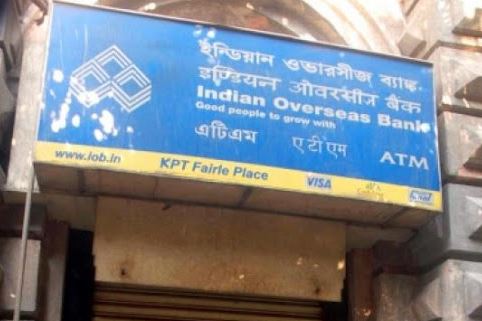 ইন্ডিয়ান ওভারসীজ ব্যাঙ্ক
इण्डियन ओवरसीज बैंक
Indian Overseas Bank
Good people to grow with
এটিএম ए टी एम ATM
www.iob.in KPT Fairle Place VISA